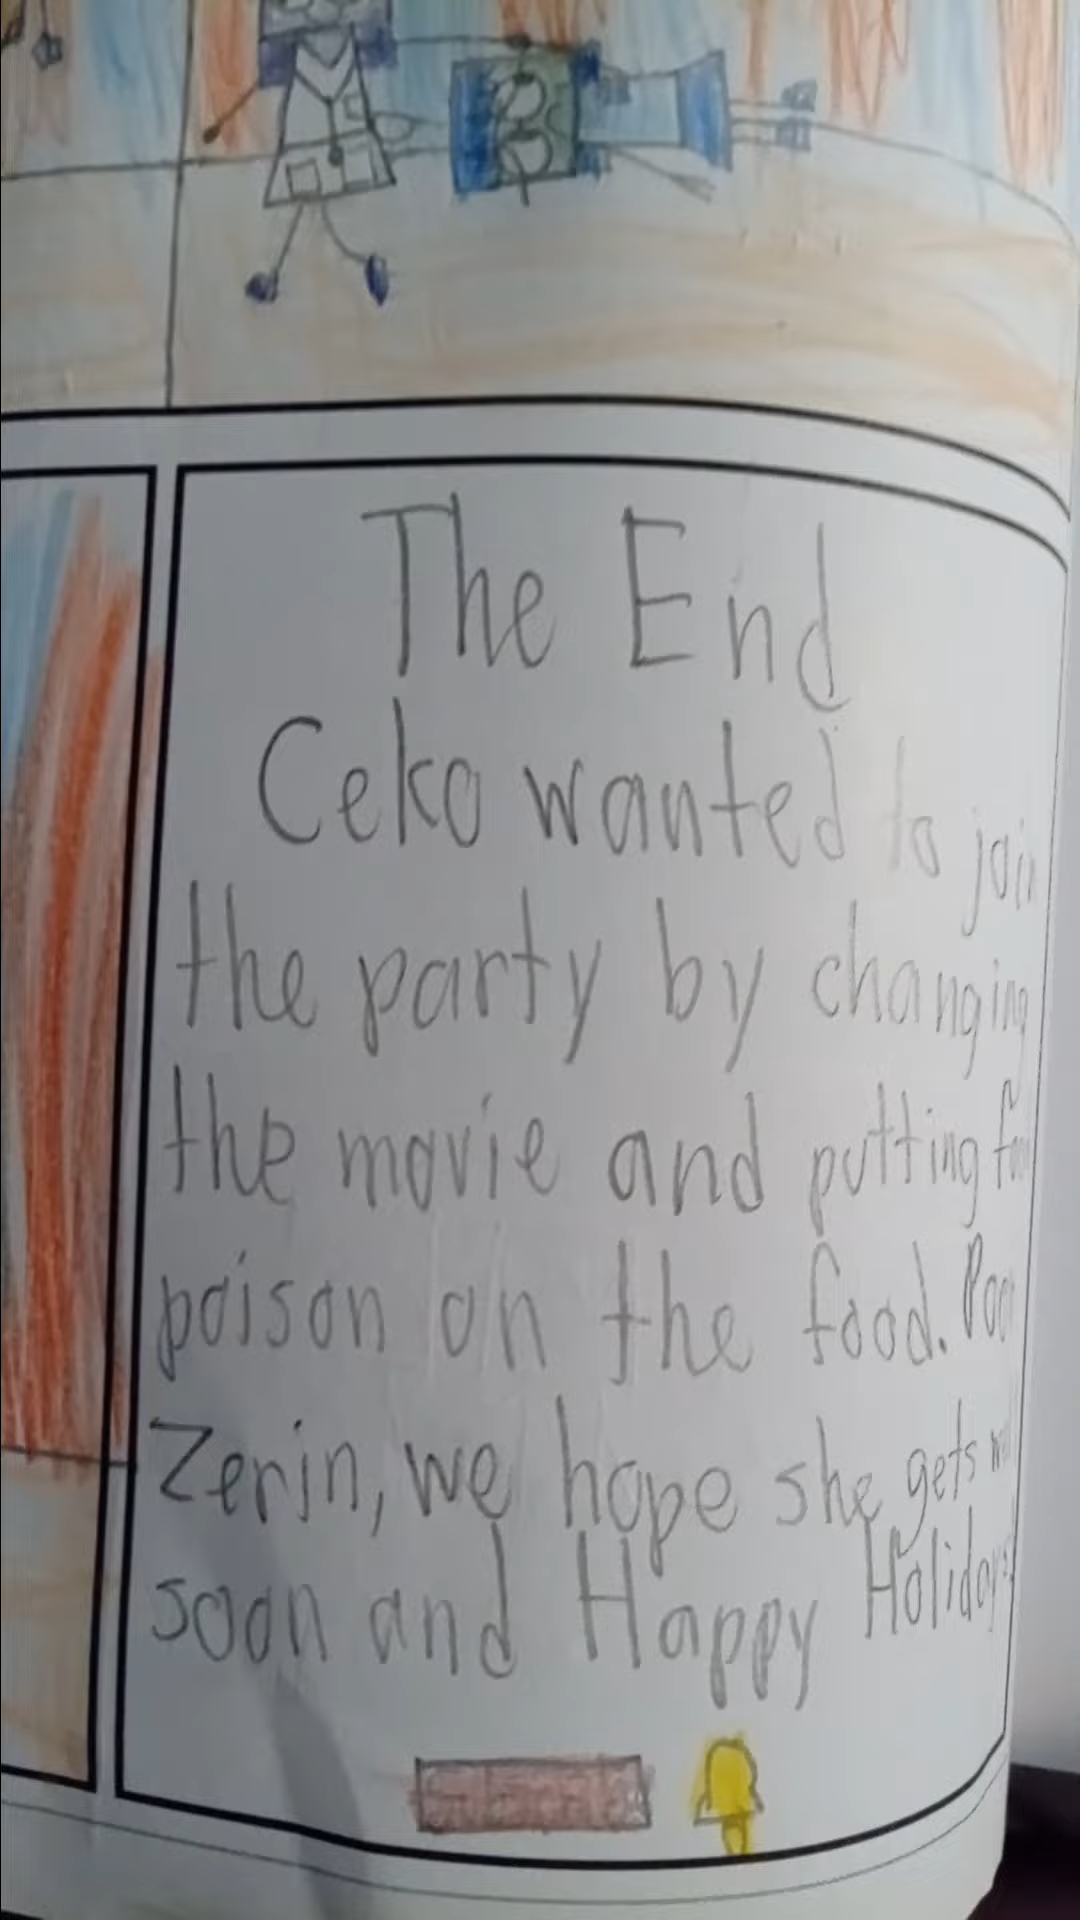 The End
Ceko wanted to join
the party by changing
the movie and putting
poison on the food. Poor
Zerin, we hope she gets
soon and Happy Holidays